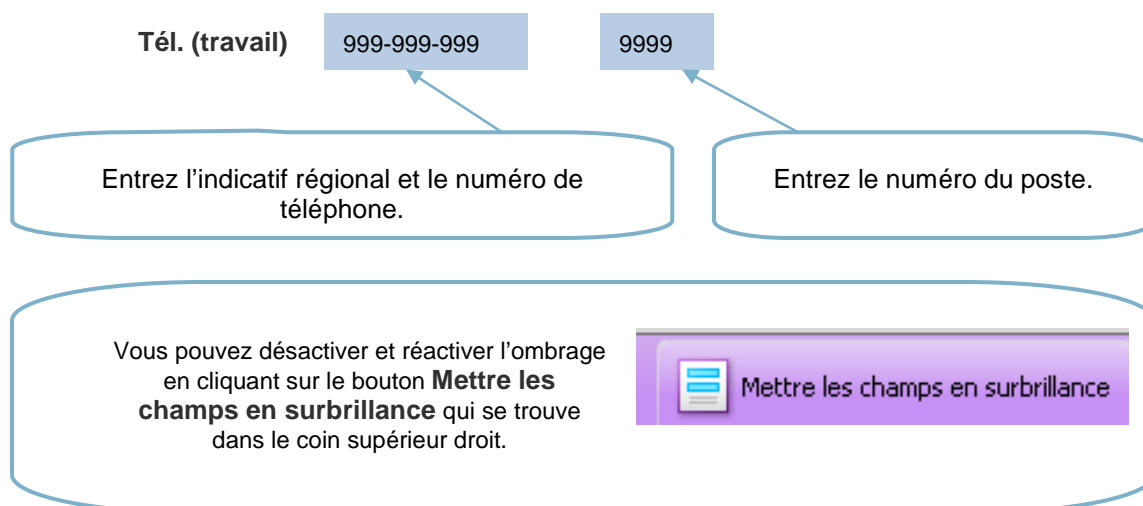 Tél. (travail) 999-999-999 9999
Entrez l’indicatif régional et le numéro de
téléphone.
Entrez le numéro du poste.
Vous pouvez désactiver et réactiver l’ombrage
en cliquant sur le bouton Mettre les
champs en surbrillance qui se trouve
dans le coin supérieur droit.
Mettre les champs en surbrillance